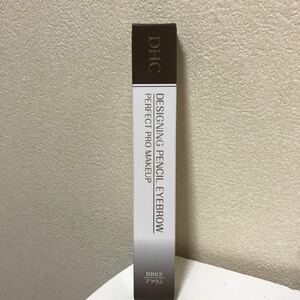 DHC
DESIGNING PENCIL EYEBROW
PERFECT PRO MAKEUP
BR03
ブラウン